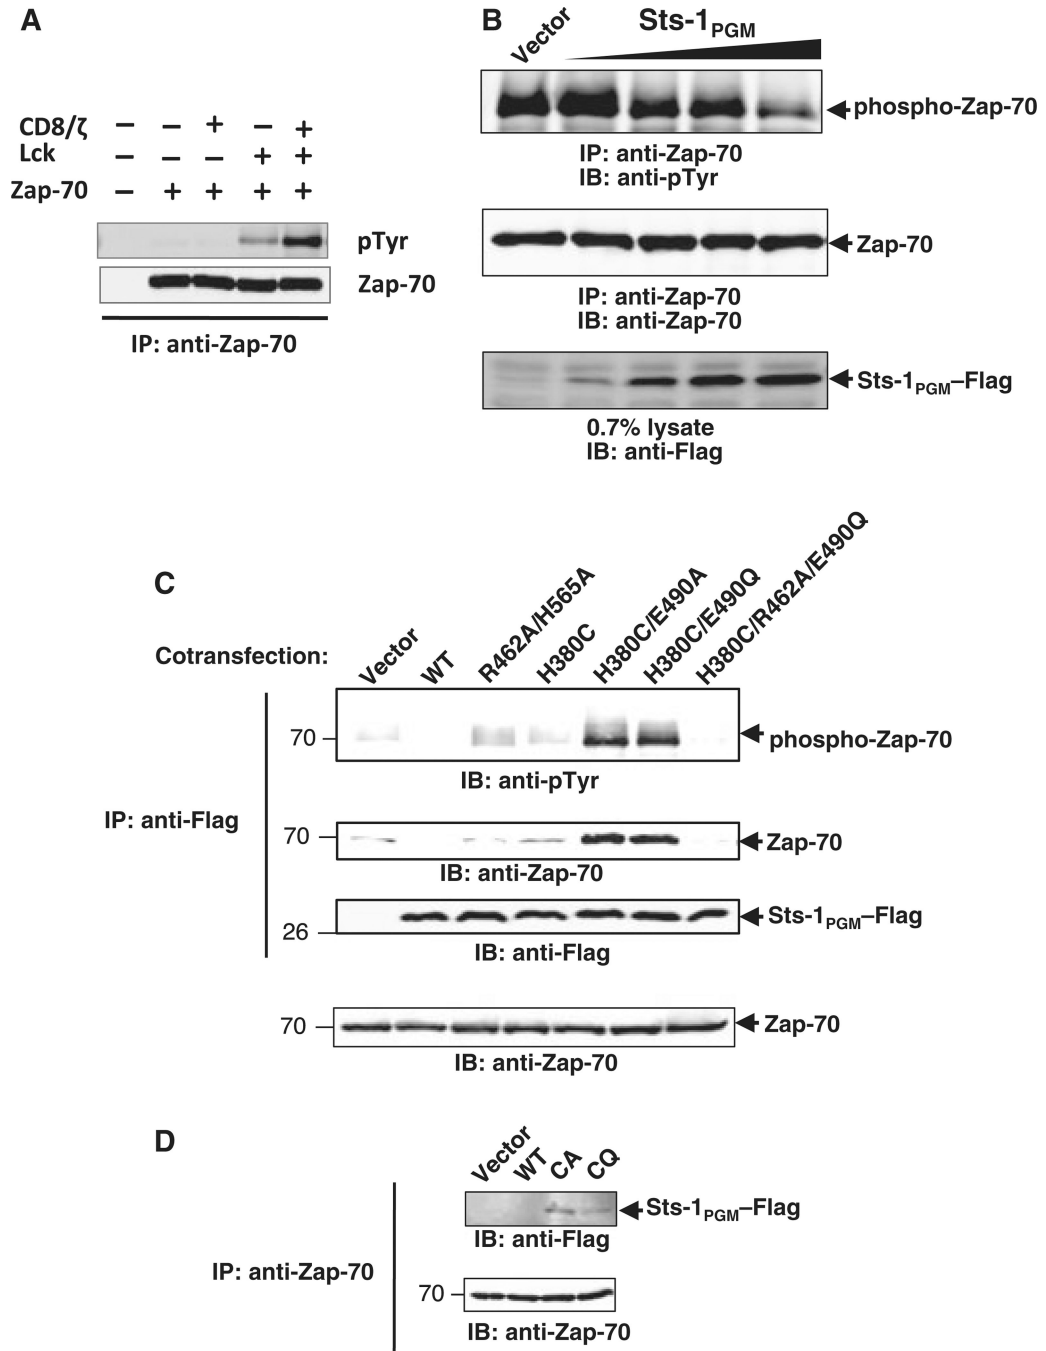 A
CD8/ζ − − + − +
Lck − − − + +
Zap-70 − + + + +
pTyr
Zap-70
IP: anti-Zap-70
B
Vector
Sts-1PGM
phospho-Zap-70
IP: anti-Zap-70
IB: anti-pTyr
Zap-70
IP: anti-Zap-70
IB: anti-Zap-70
Sts-1PGM–Flag
0.7% lysate
IB: anti-Flag
C
Cotransfection:
Vector
WT
R462A/H565A
H380C
H380C/E490A
H380C/E490Q
H380C/R462A/E490Q
IP: anti-Flag
70
phospho-Zap-70
IB: anti-pTyr
70
Zap-70
IB: anti-Zap-70
Sts-1PGM–Flag
26
IB: anti-Flag
70
Zap-70
IB: anti-Zap-70
D
Vector
WT
CA
CQ
IP: anti-Zap-70
Sts-1PGM–Flag
IB: anti-Flag
70
IB: anti-Zap-70